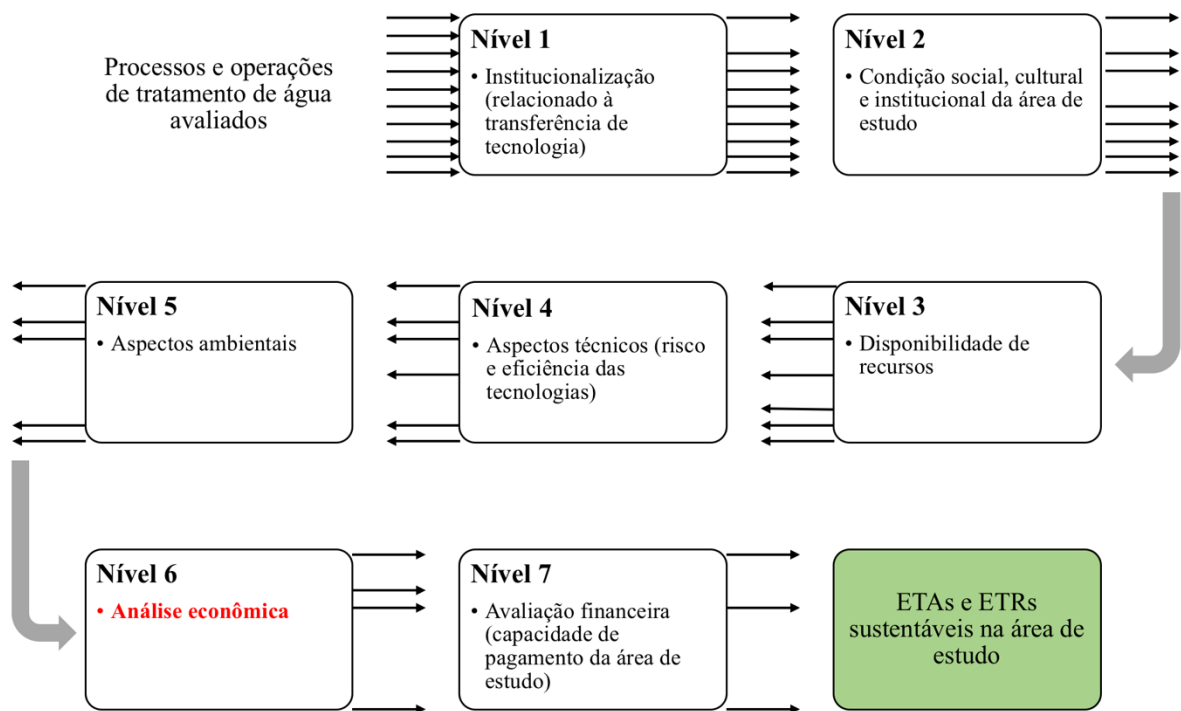 Processos e operações
de tratamento de água
avaliados
Nível 1
• Institucionalização
(relacionado à
transferência de
tecnologia)
Nível 2
• Condição social, cultural
e institucional da área de
estudo
Nível 5
• Aspectos ambientais
Nível 4
• Aspectos técnicos (risco
e eficiência das
tecnologias)
Nível 3
• Disponibilidade de
recursos
Nível 6
• Análise econômica
Nível 7
• Avaliação financeira
(capacidade de
pagamento da área de
estudo)
ETAs e ETRs
sustentáveis na área de
estudo